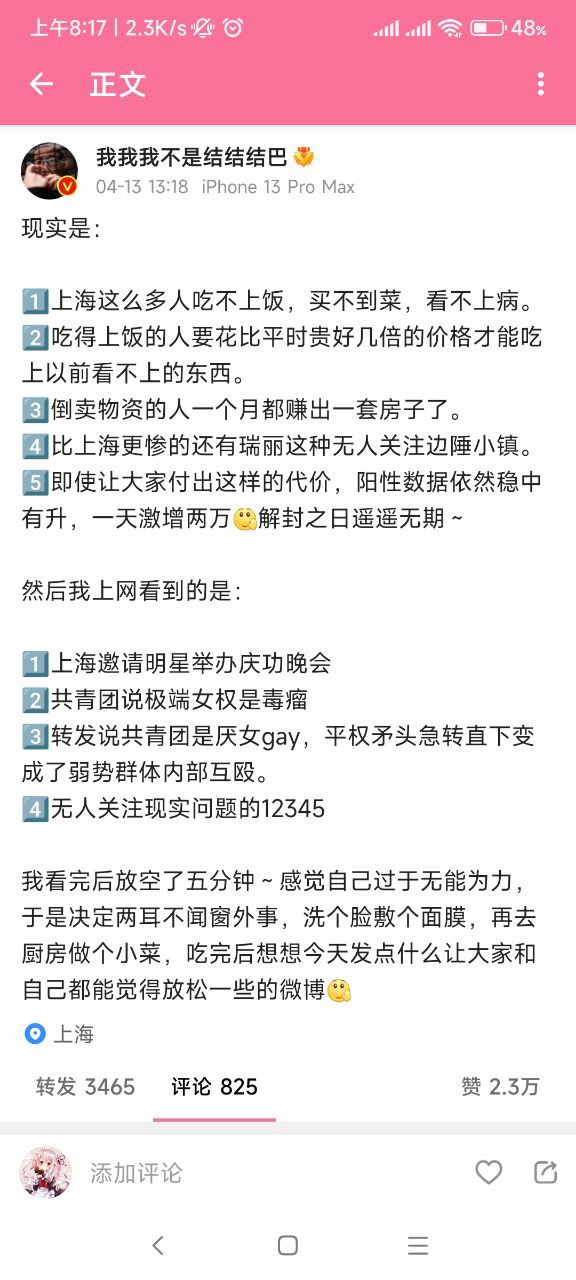 上午8:17 | 2.3K/s
48%
正文
我我我不是结结结巴
04-13 13:18 iPhone 13 Pro Max
现实是：
1上海这么多人吃不上饭，买不到菜，看不上病。
2吃得上饭的人要花比平时贵好几倍的价格才能吃
上以前看不上的东西。
3倒卖物资的人一个月都赚出一套房子了。
4比上海更惨的还有瑞丽这种无人关注边陲小镇。
5即使让大家付出这样的代价，阳性数据依然稳中
有升，一天激增两万解封之日遥遥无期～
然后我上网看到的是：
1上海邀请明星举办庆功晚会
2共青团说极端女权是毒瘤
3转发说共青团是厌女gay，平权矛头急转直下变
成了弱势群体内部互殴。
4无人关注现实问题的12345
我看完后放空了五分钟～感觉自己过于无能为力，
于是决定两耳不闻窗外事，洗个脸敷个面膜，再去
厨房做个小菜，吃完后想想今天发点什么让大家和
自己都能觉得放松一些的微博
上海
转发 3465 评论 825 赞 2.3万
添加评论